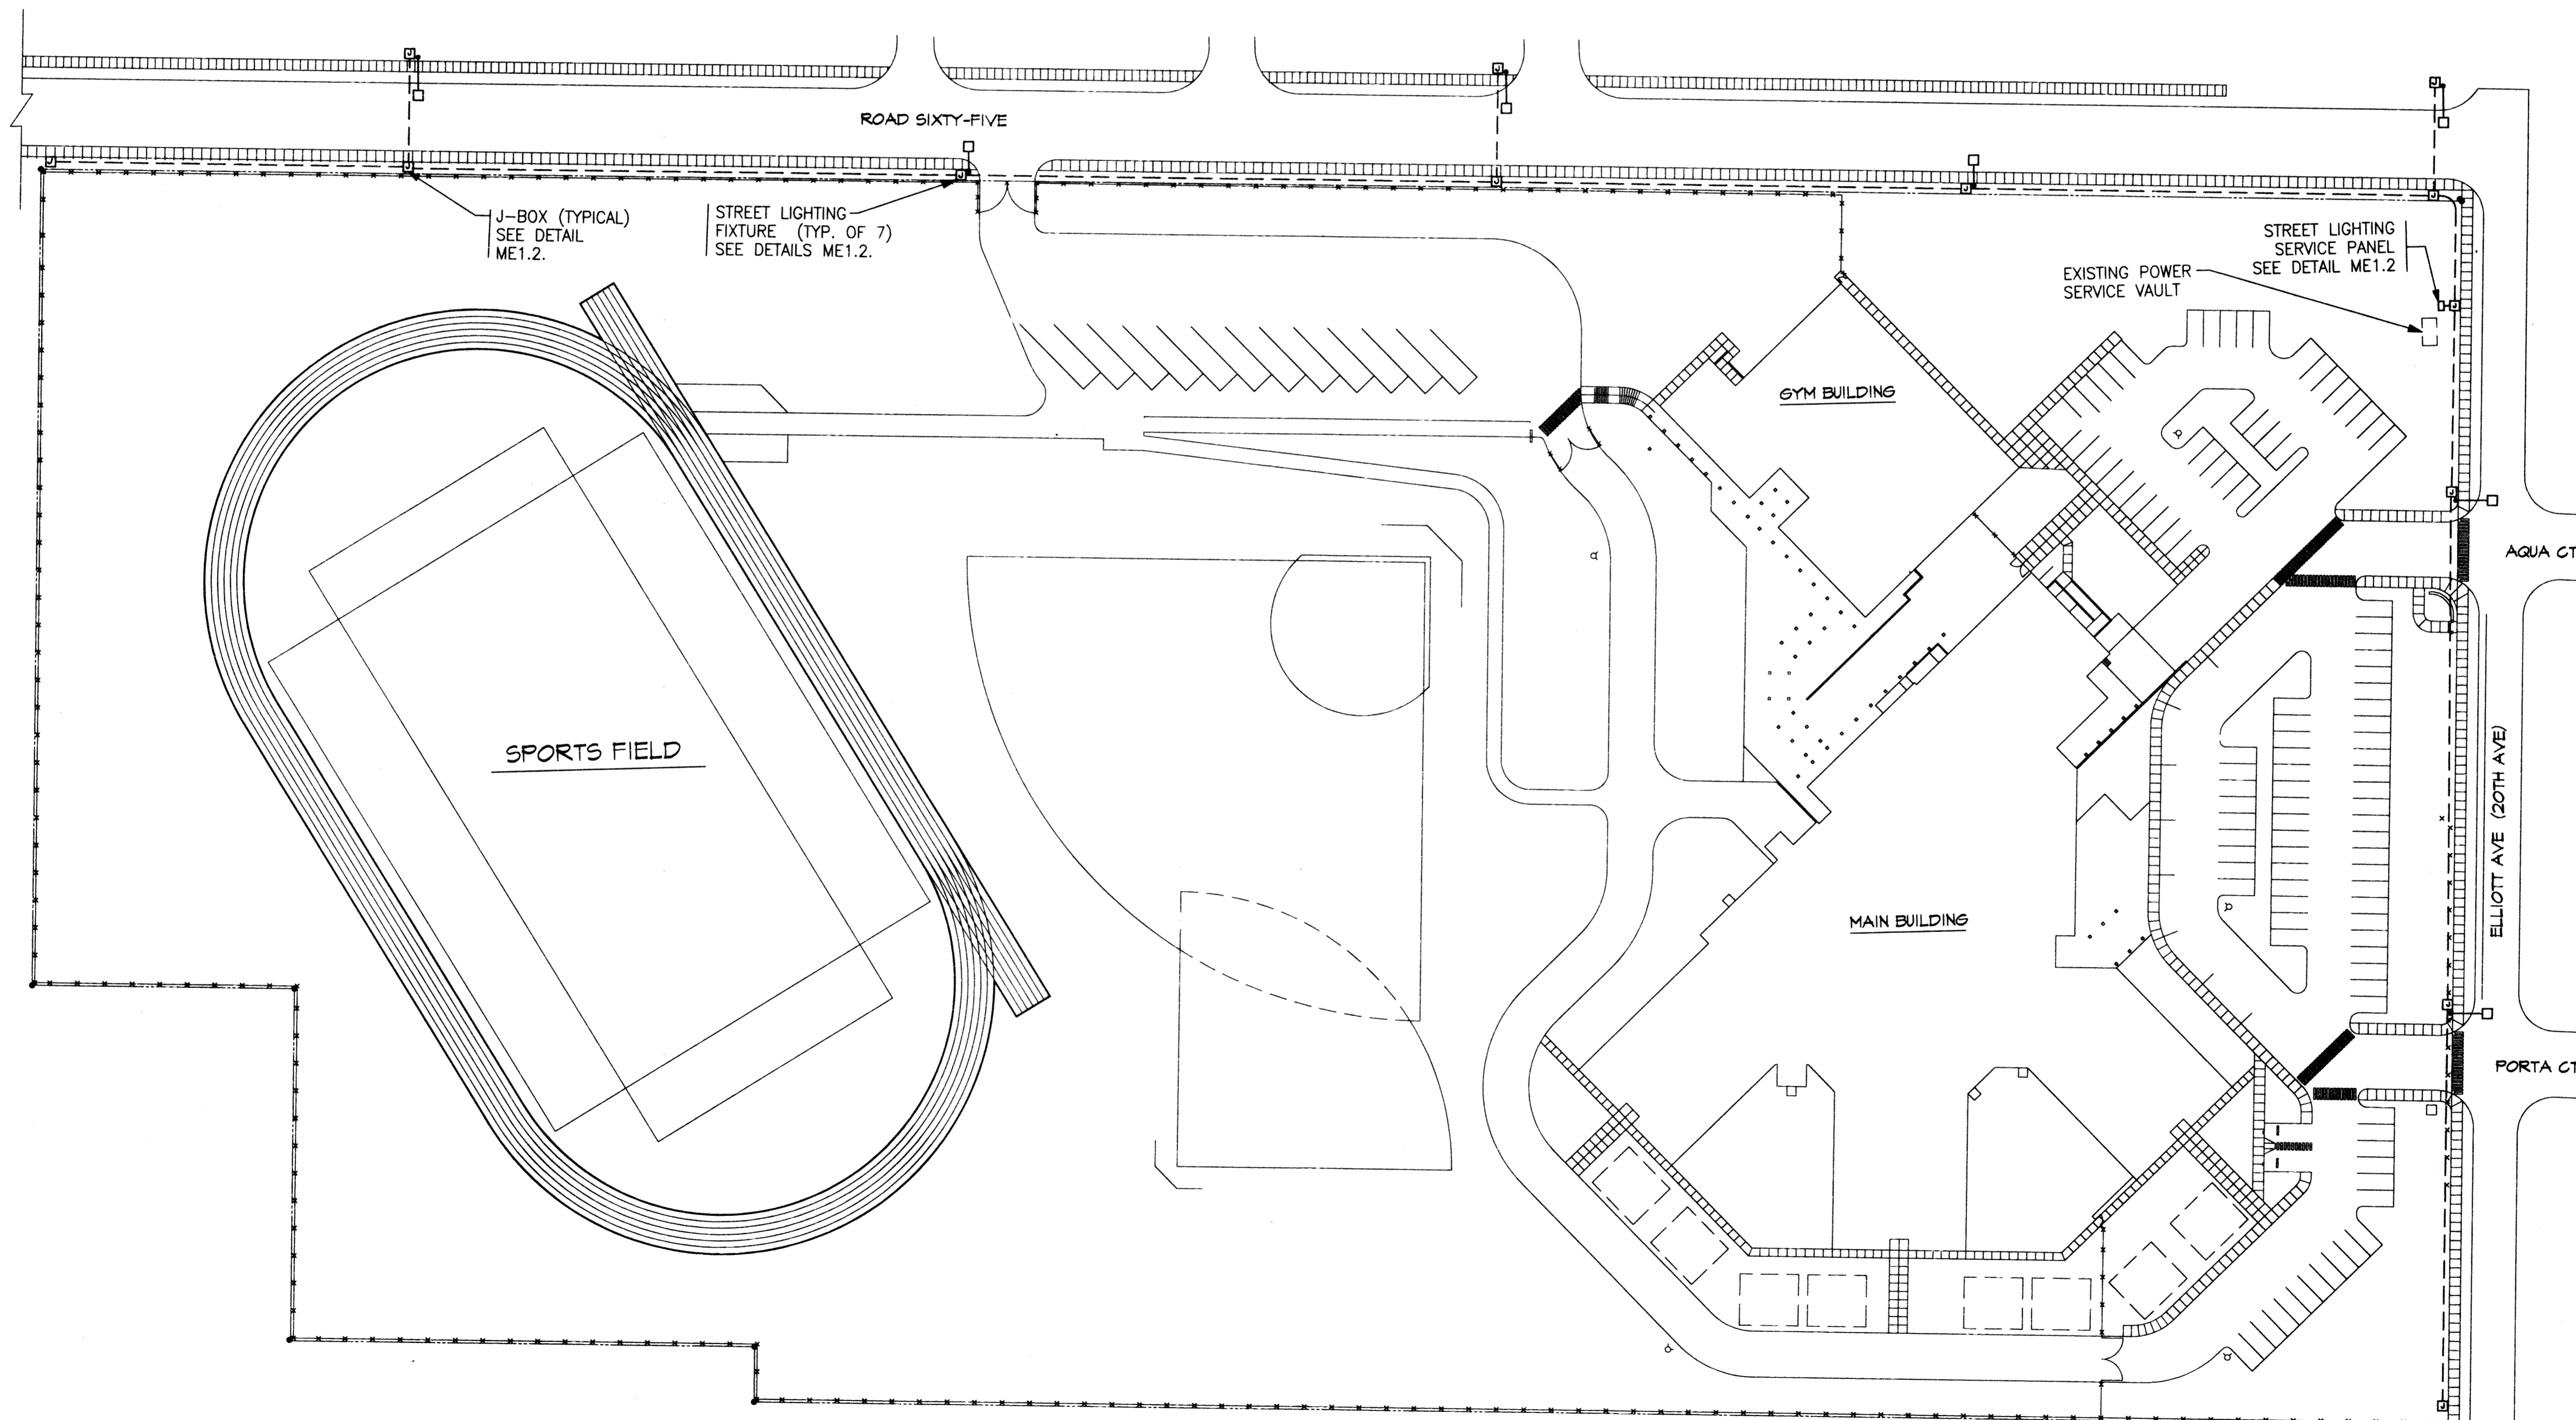 ROAD SIXTY-FIVE
J-BOX (TYPICAL)
SEE DETAIL
ME1.2.
STREET LIGHTING
FIXTURE (TYP. OF 7)
SEE DETAILS ME1.2.
STREET LIGHTING
SERVICE PANEL
SEE DETAIL ME1.2
EXISTING POWER
SERVICE VAULT
GYM BUILDING
AQUA CT
SPORTS FIELD
ELLIOTT AVE (20TH AVE)
MAIN BUILDING
PORTA CT